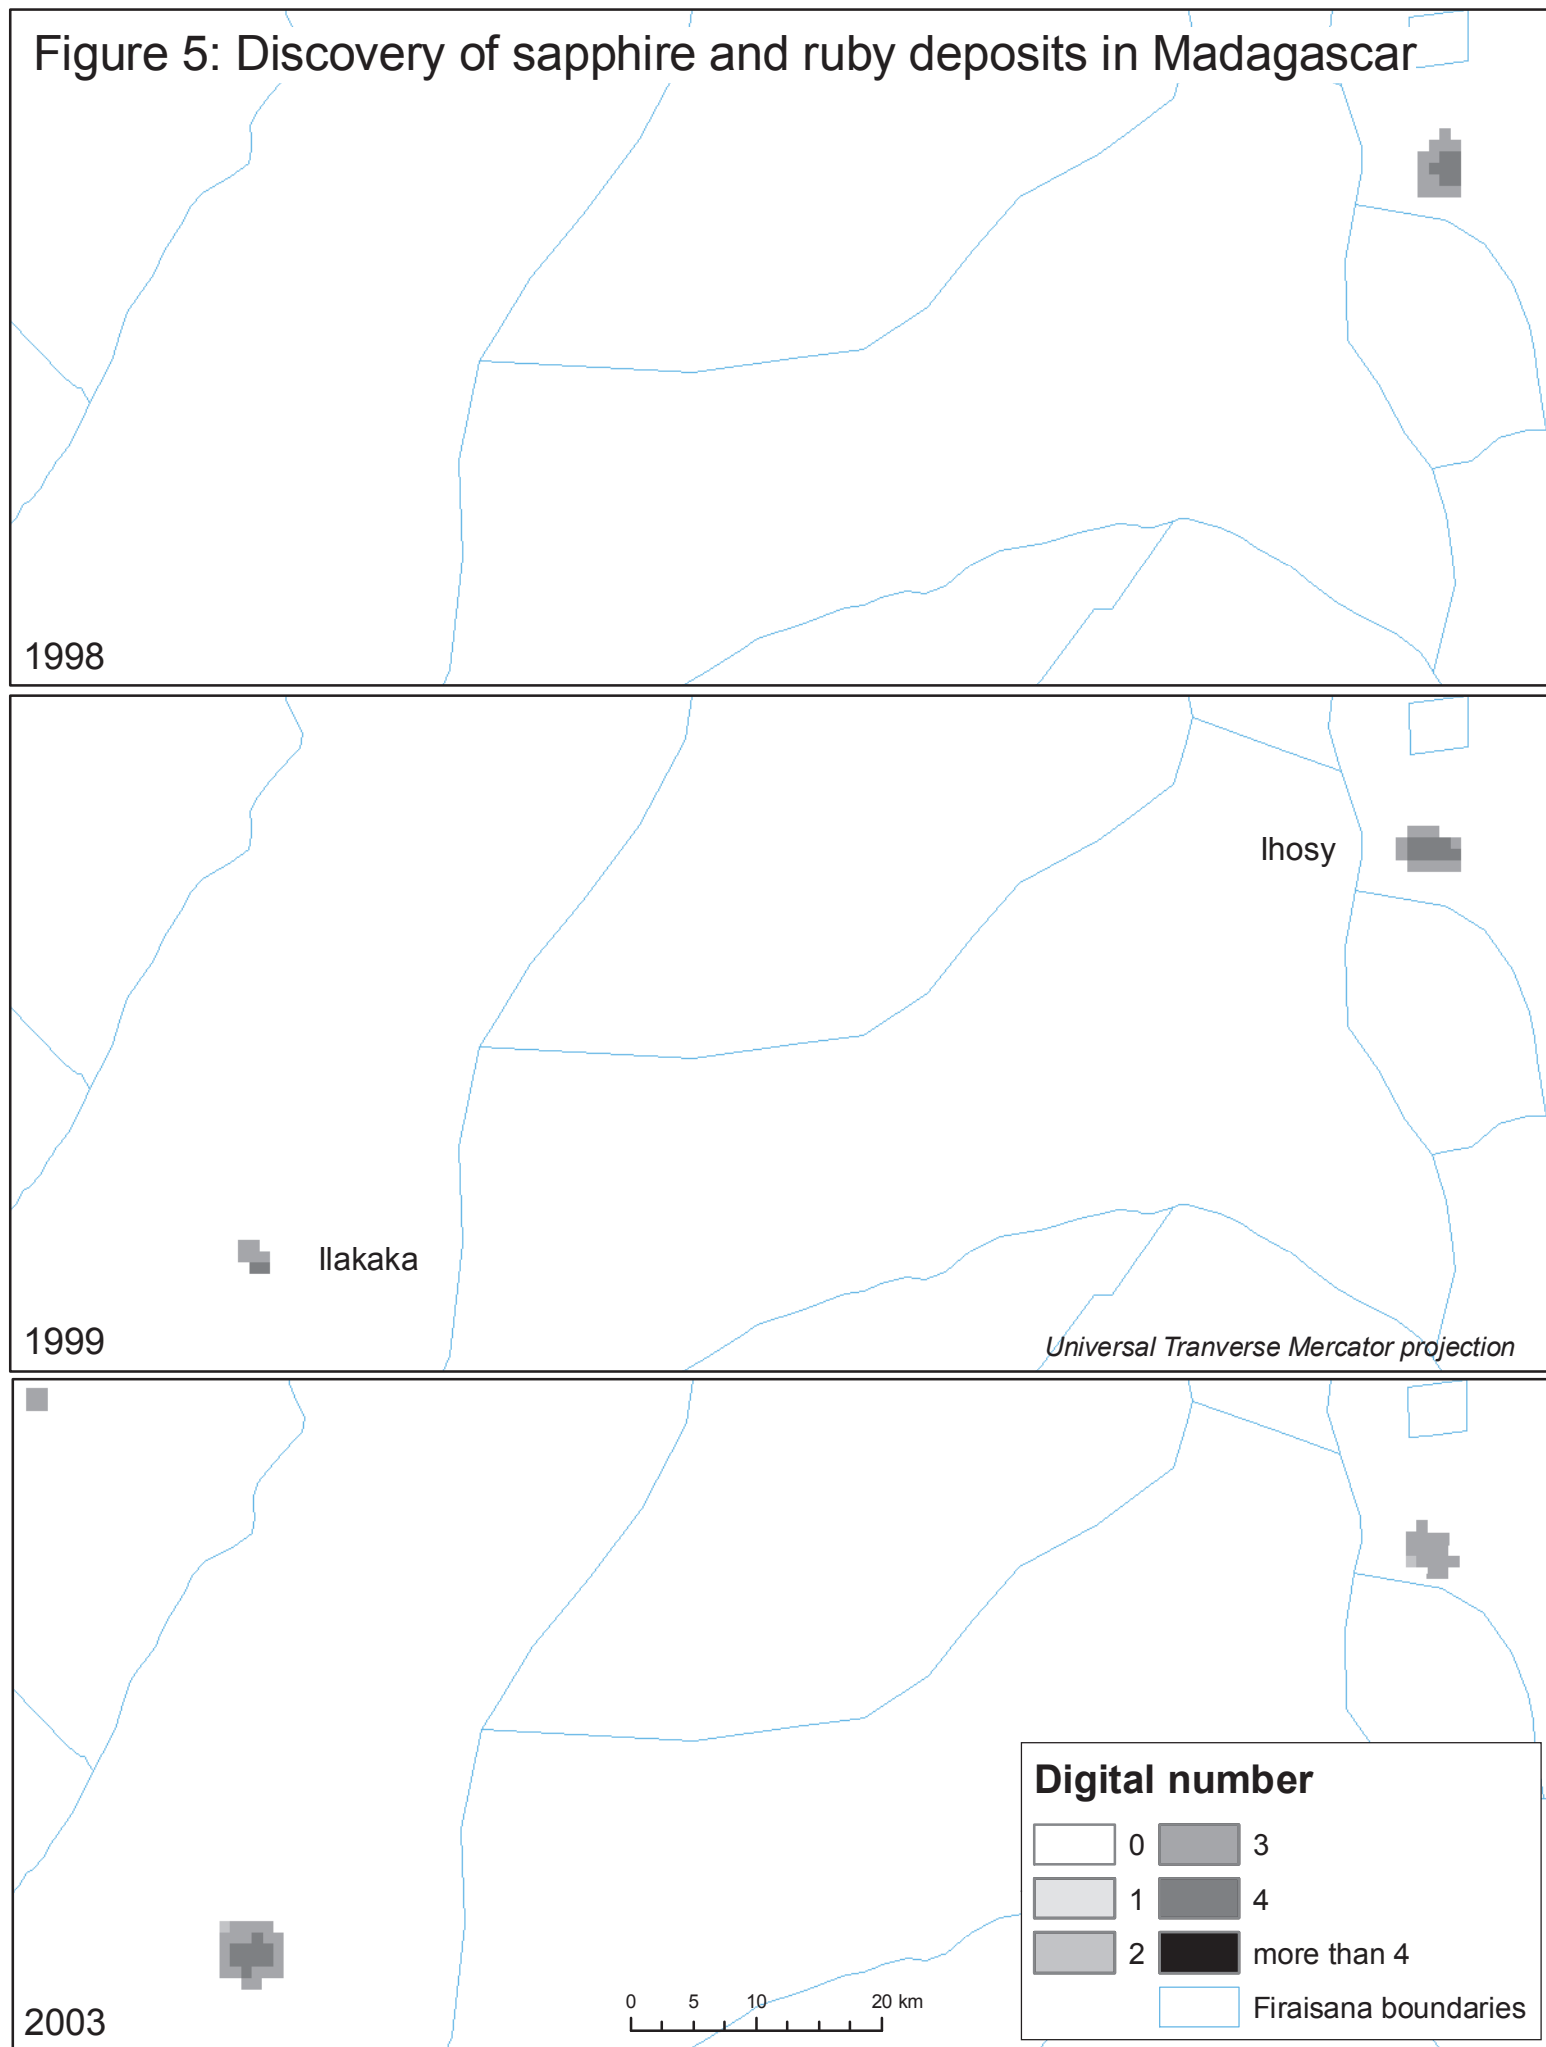 Figure 5: Discovery of sapphire and ruby deposits in Madagascar
1998
Ihosy
Ilakaka
1999
Universal Tranverse Mercator projection
Digital number
0 3
1 4
2 more than 4
Firaisana boundaries
0 5 10 20 km
2003